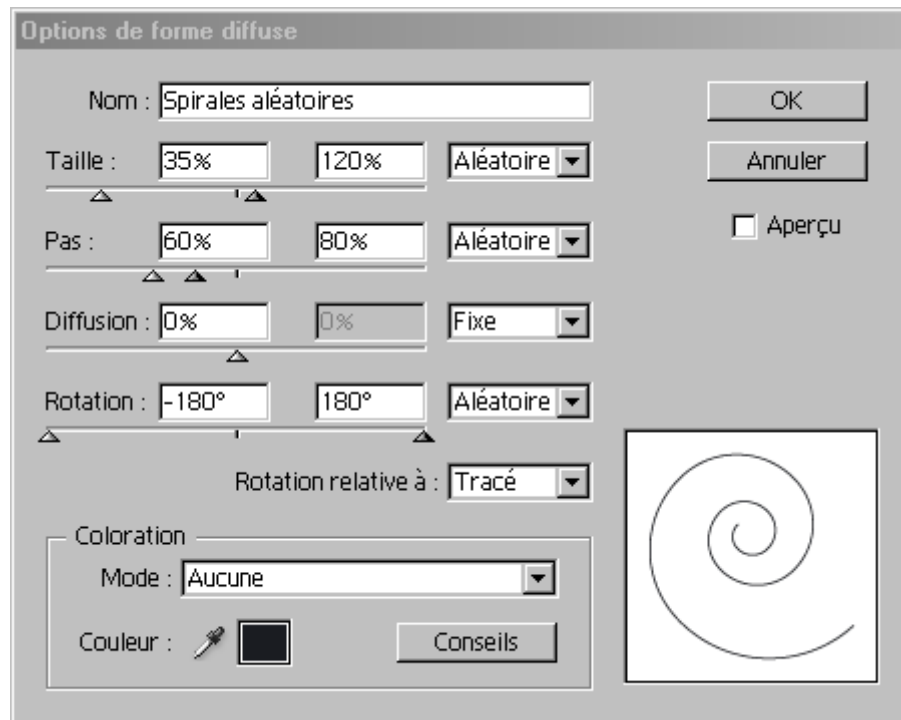 Options de forme diffuse
Nom : Spirales aléatoires OK
Taille : 35% 120% Aléatoire Annuler
Pas : 60% 80% Aléatoire Aperçu
Diffusion : 0% 0% Fixe
Rotation : -180° 180° Aléatoire
Rotation relative à : Tracé
Coloration
Mode : Aucune
Couleur : Conseils